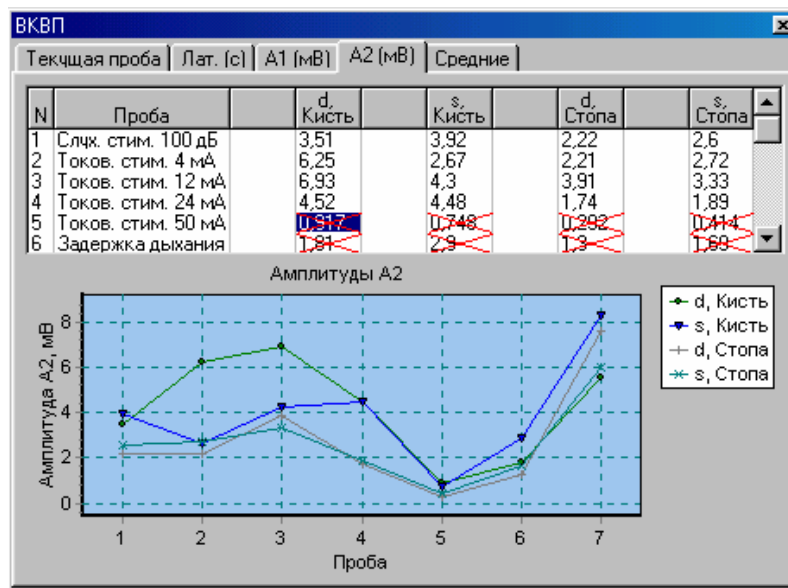 ВКВП
Текущая проба Лат. (с) А1 (мВ) А2 (мВ) Средние
N Проба d, Кисть s, Кисть d, Стопа s, Стопа
1 Слух. стим. 100 дБ 3,51 3,92 2,22 2,6
2 Токов. стим. 4 мА 6,25 2,67 2,21 2,72
3 Токов. стим. 12 мА 6,93 4,3 3,91 3,33
4 Токов. стим. 24 мА 4,52 4,48 1,74 1,89
5 Токов. стим. 50 мА 0,917 0,748 0,292 0,414
6 Задержка дыхания 1,81 2,9 1,3 1,69
Амплитуды А2
Амплитуда А2, мВ
8
6
4
2
0
1 2 3 4 5 6 7
Проба
d, Кисть
s, Кисть
d, Стопа
s, Стопа